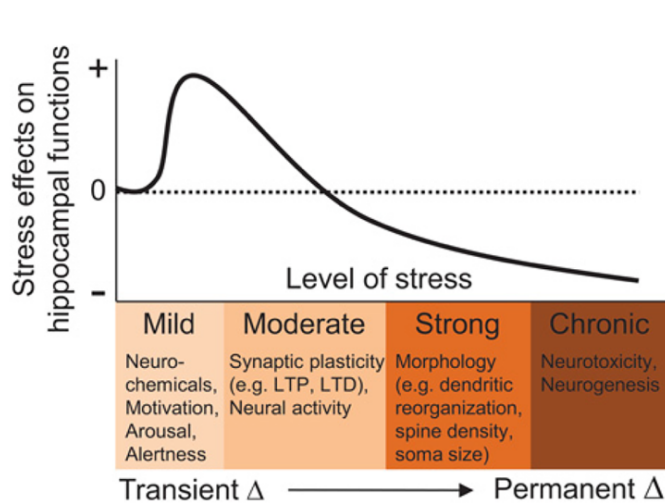 Stress effects on
hippocampal functions
+
0
-
Level of stress
Mild
Neuro-
chemicals,
Motivation,
Arousal,
Alertness
Moderate
Synaptic plasticity
(e.g. LTP, LTD),
Neural activity
Strong
Morphology
(e.g. dendritic
reorganization,
spine density,
soma size)
Chronic
Neurotoxicity,
Neurogenesis
Transient Δ
Permanent Δ